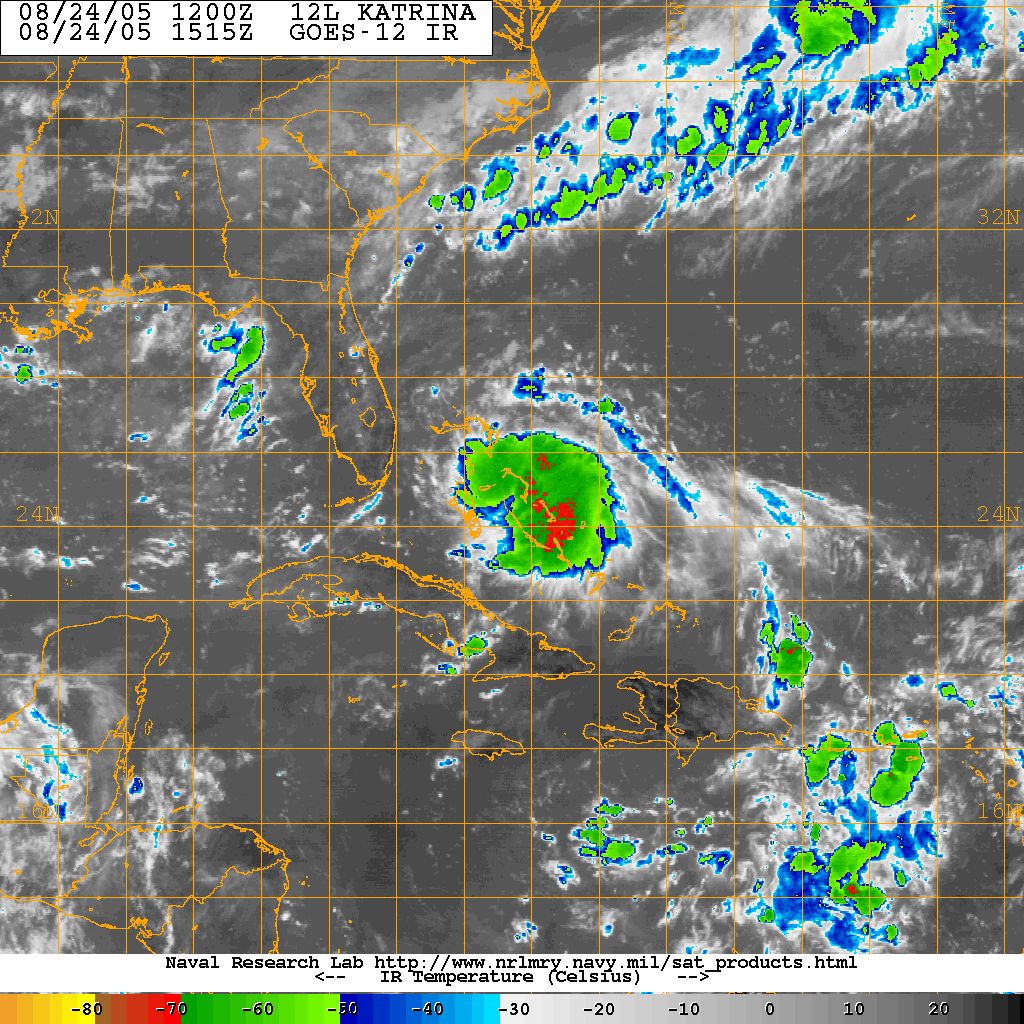 08/24/05 1200Z 12L KATRINA
08/24/05 1515Z GOES-12 IR
2N 32N
24N 24N
16N 16N
Naval Research Lab http://www.nrlmry.navy.mil/sat_products.html
<-- IR Temperature (Celsius) -->
-80 -70 -60 -50 -40 -30 -20 -10 0 10 20